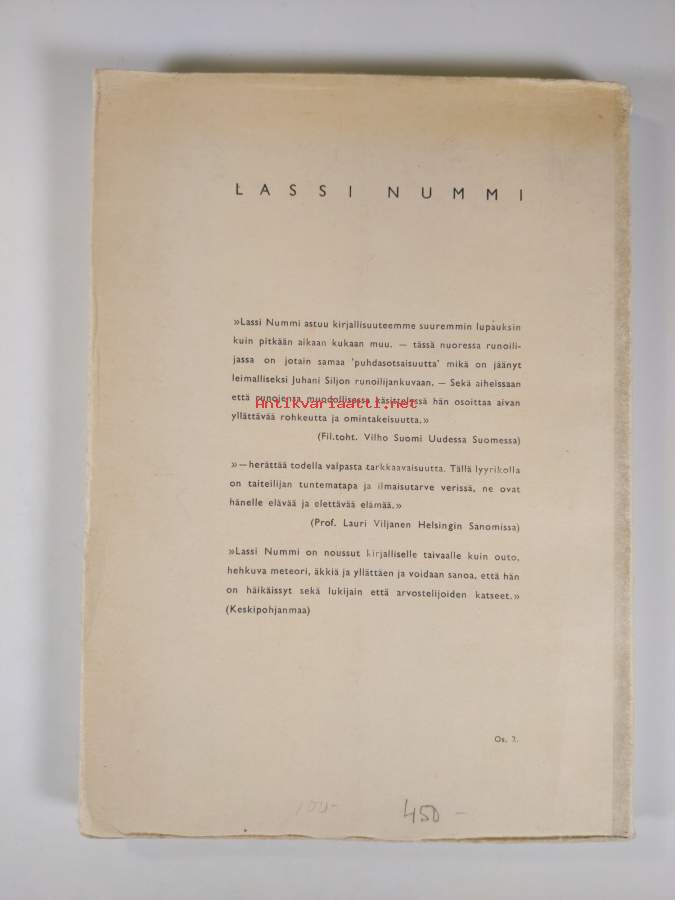 LASSI NUMMI
»Lassi Nummi astuu kirjallisuuteemme suuremmin lupauksin
kuin pitkään aikaan kukaan muu. — tässä nuoressa runoili-
jassa on jotain samaa 'puhdasotsaisuutta' mikä on jäänyt
leimalliseksi Juhani Siljon runoilijankuvaan. — Sekä aiheissaan
että runojensa muodollisessa käsittelyssä hän osoittaa aivan
Antikvariaatti.net
yllättävää rohkeutta ja omintakeisuutta.»
(Fil.toht. Vilho Suomi Uudessa Suomessa)
»—herättää todella valpasta tarkkaavaisuutta. Tällä lyyrikolla
on taiteilijan tuntematapa ja ilmaisutarve verissä, ne ovat
hänelle elävää ja elettävää elämää.»
(Prof. Lauri Viljanen Helsingin Sanomissa)
»Lassi Nummi on noussut kirjalliselle taivaalle kuin outo,
hehkuva meteori, äkkiä ja yllättäen ja voidaan sanoa, että hän
on häikäissyt sekä lukijain että arvostelijoiden katseet.»
(Keskipohjanmaa)
Os. 7.
450 –